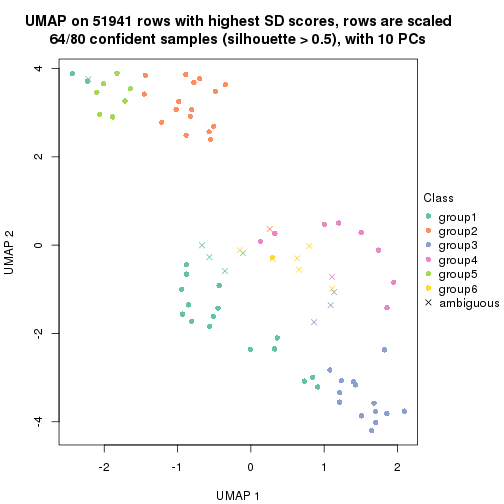 UMAP on 51941 rows with highest SD scores, rows are scaled
64/80 confident samples (silhouette > 0.5), with 10 PCs
4
2
0
-2
-4
UMAP 2
-2
-1
0
1
2
UMAP 1
Class
group1
group2
group3
group4
group5
group6
ambiguous